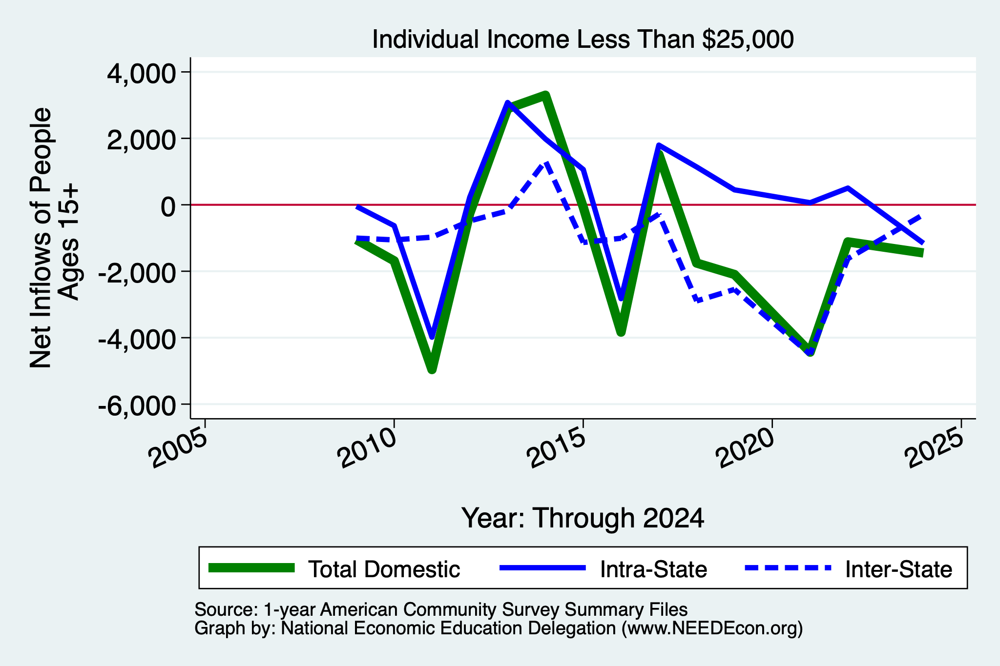 Individual Income Less Than $25,000
Net Inflows of People
Ages 15+
4,000
2,000
0
-2,000
-4,000
-6,000
2005
2010
2015
2020
2025
Year: Through 2024
Total Domestic
Intra-State
Inter-State
Source: 1-year American Community Survey Summary Files
Graph by: National Economic Education Delegation (www.NEEDEcon.org)